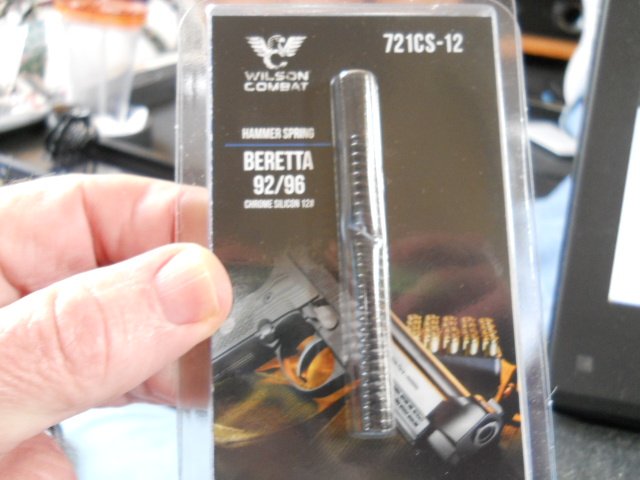 721CS-12
WILSON
COMBAT
HAMMER SPRING
BERETTA
92/96
CHROME SILICON 12#